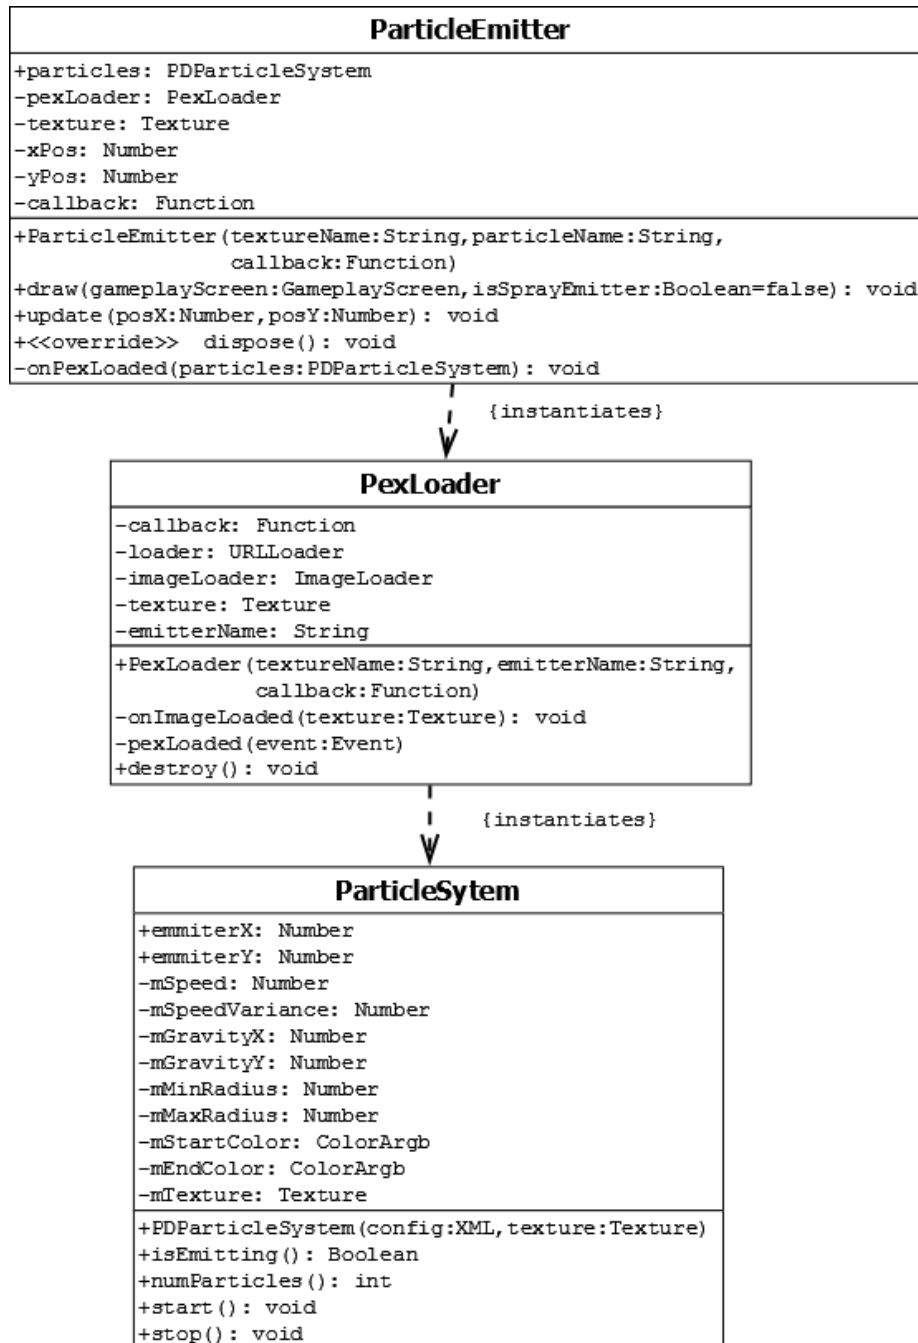 ParticleEmitter
+particles: PDParticleSystem
-pexLoader: PexLoader
-texture: Texture
-xPos: Number
-yPos: Number
-callback: Function
+ParticleEmitter(textureName:String,particleName:String,
callback:Function)
+draw(gameplayScreen:GameplayScreen,isSprayEmitter:Boolean=false): void
+update(posX:Number,posY:Number): void
+<<override>> dispose(): void
-onPexLoaded(particles:PDParticleSystem): void
{instantiates}
PexLoader
-callback: Function
-loader: URLLoader
-imageLoader: ImageLoader
-texture: Texture
-emitterName: String
+PexLoader(textureName:String,emitterName:String,
callback:Function)
-onImageLoaded(texture:Texture): void
-pexLoaded(event:Event)
+destroy(): void
{instantiates}
ParticleSytem
+emmiterX: Number
+emmiterY: Number
-mSpeed: Number
-mSpeedVariance: Number
-mGravityX: Number
-mGravityY: Number
-mMinRadius: Number
-mMaxRadius: Number
-mStartColor: ColorArgb
-mEndColor: ColorArgb
-mTexture: Texture
+PDParticleSystem(config:XML,texture:Texture)
+isEmitting(): Boolean
+numParticles(): int
+start(): void
+stop(): void